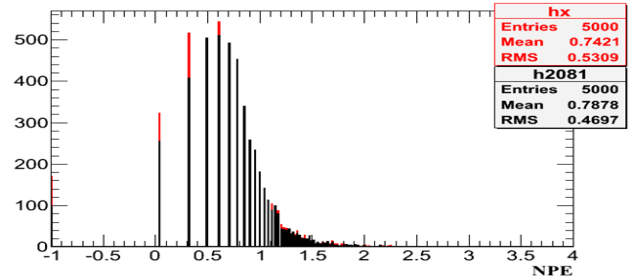 hx
Entries 5000
Mean 0.7421
RMS 0.5309
h2081
Entries 5000
Mean 0.7878
RMS 0.4697
500
400
300
200
100
0
-1 -0.5 0 0.5 1 1.5 2 2.5 3 3.5 4
NPE